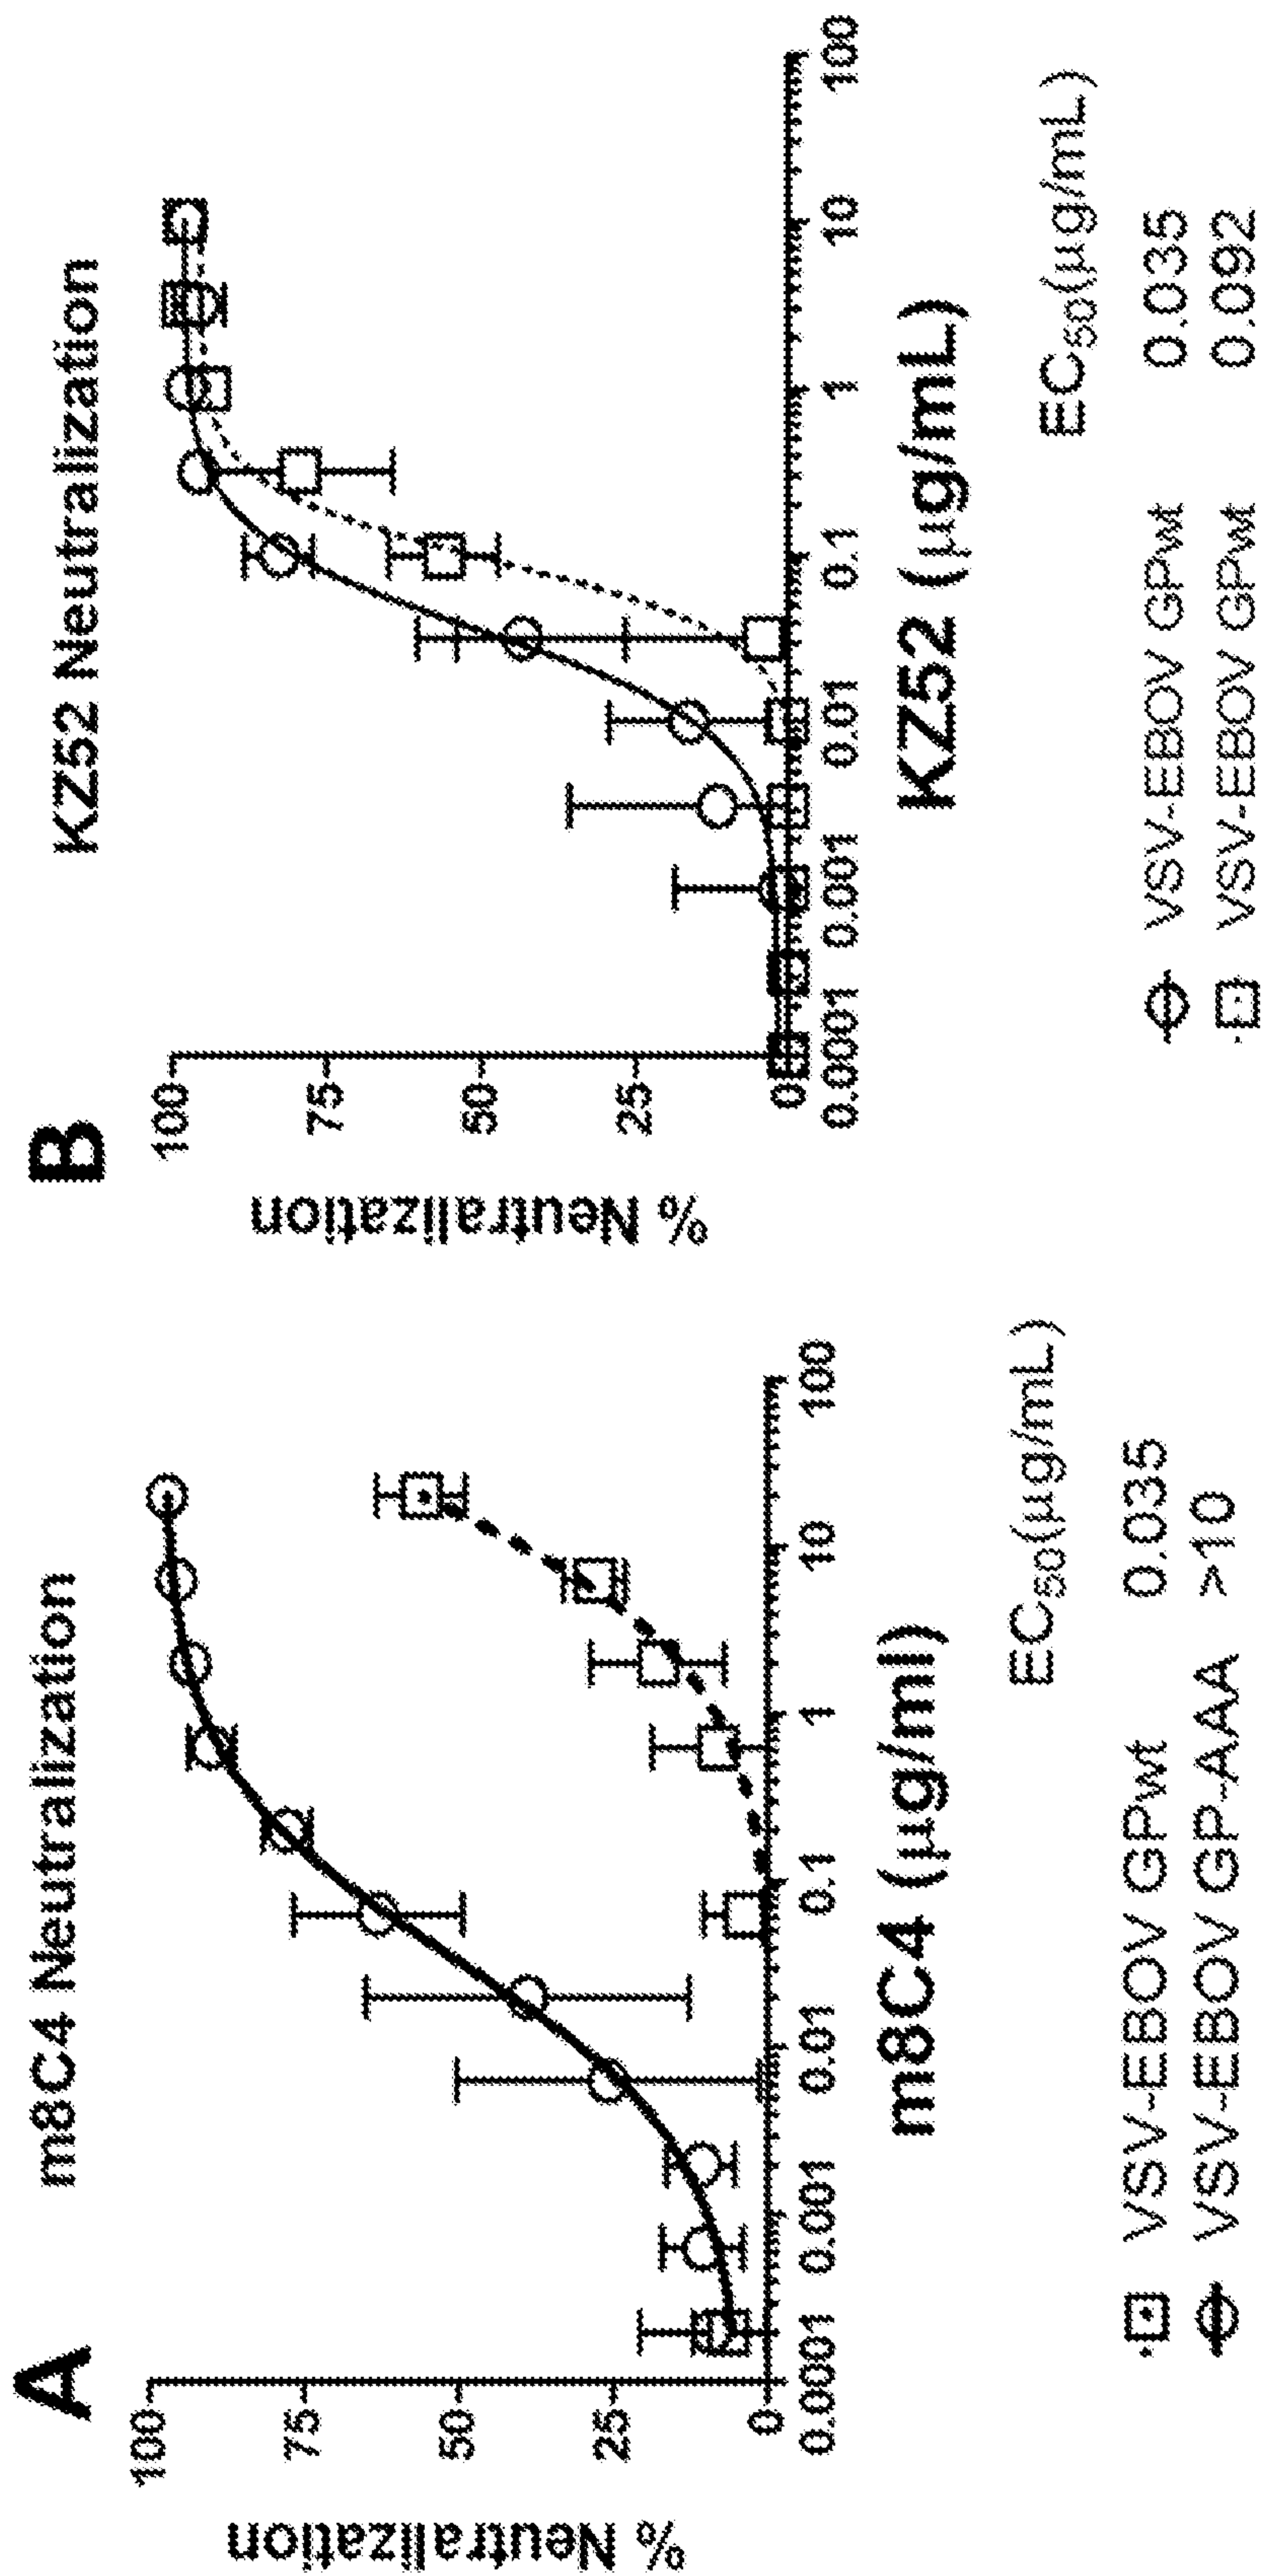 A
m8C4 Neutralization
% Neutralization
100
75
50
25
0
0.0001 0.001 0.01 0.1 1 10 100
m8C4 (µg/ml)
EC50(µg/mL)
VSV-EBOV GPwt 0.035
VSV-EBOV GP-AAA >10
B
KZ52 Neutralization
% Neutralization
100
75
50
25
0
0.0001 0.001 0.01 0.1 1 10 100
KZ52 (µg/mL)
EC50(µg/mL)
VSV-EBOV GPwt 0.035
VSV-EBOV GPwt 0.092